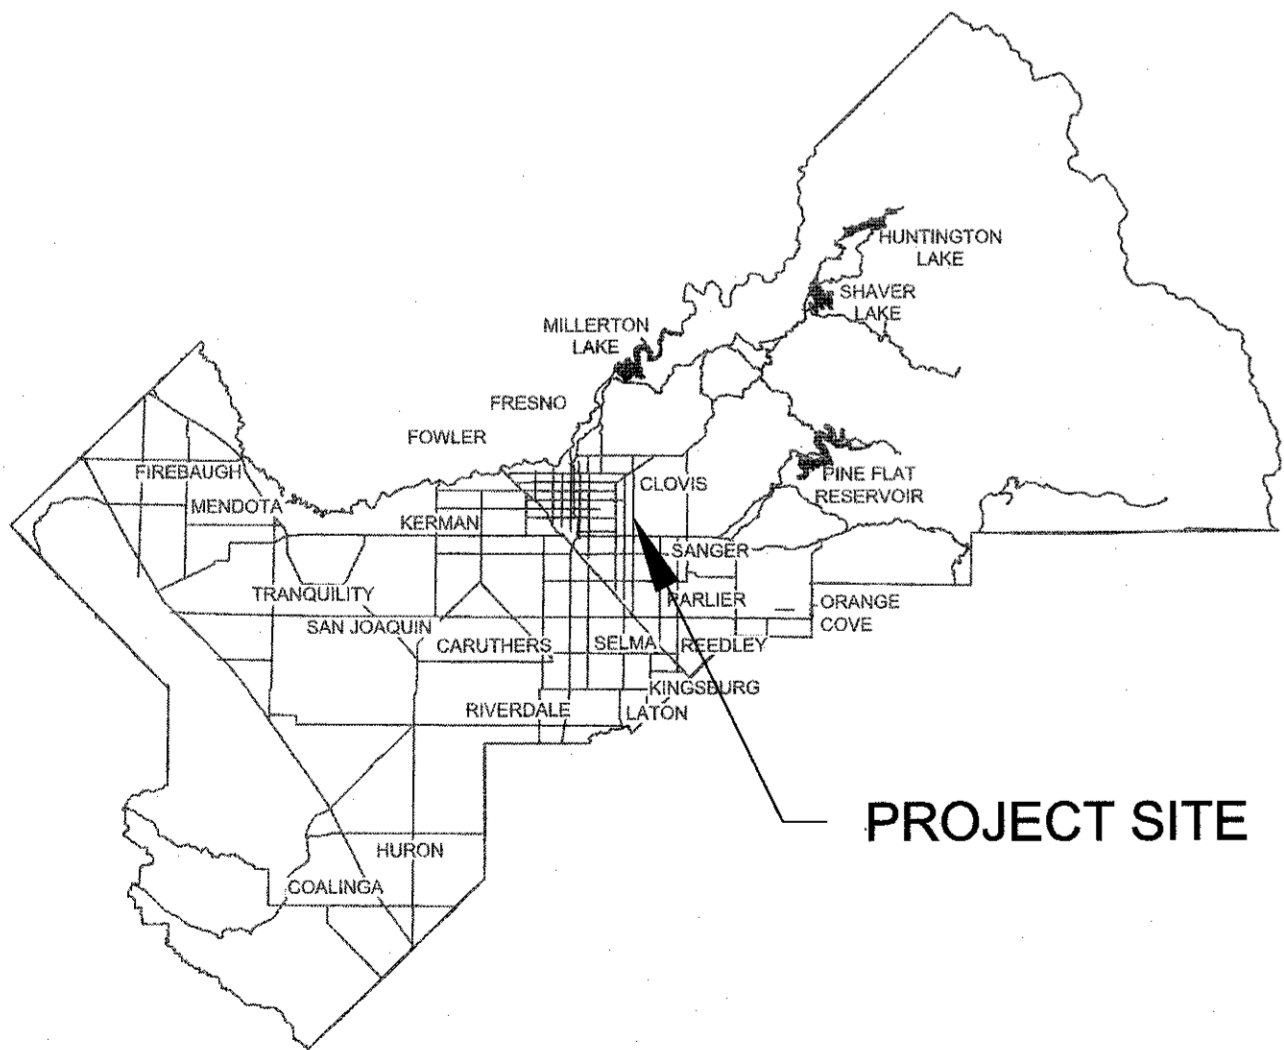 HUNTINGTON
LAKE
SHAVER
LAKE
MILLERTON
LAKE
FRESNO
FOWLER
FIREBAUGH
CLOVIS
PINE FLAT
RESERVOIR
MENDOTA
KERMAN
SANGER
TRANQUILITY
PARLIER
ORANGE
COVE
SAN JOAQUIN
CARUTHERS
SELMA
REEDLEY
KINGSBURG
RIVERDALE
LATON
PROJECT SITE
HURON
COALINGA